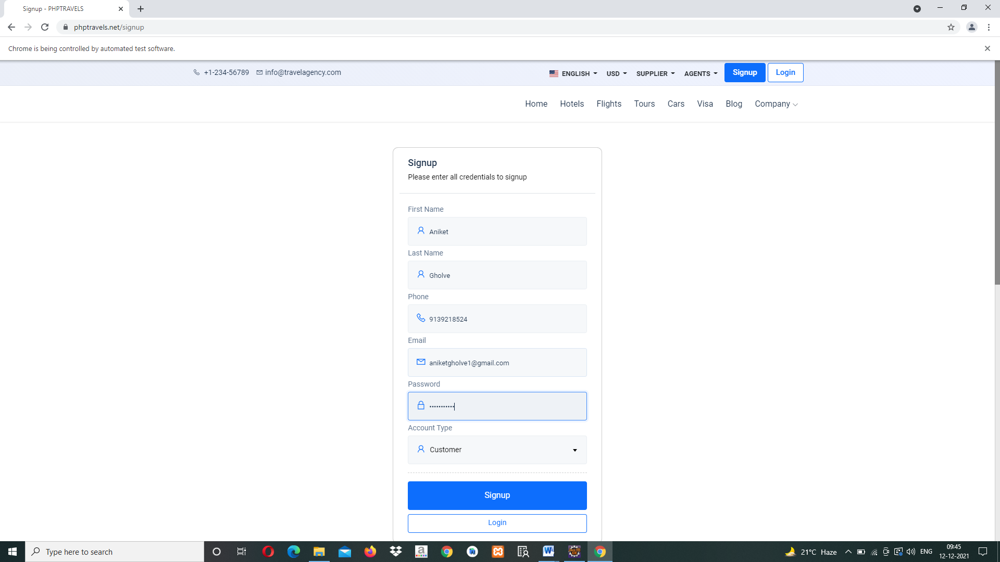 Signup - PHPTRAVELS
phptravels.net/signup
Chrome is being controlled by automated test software.
+1-234-56789 info@travelagency.com ENGLISH USD SUPPLIER AGENTS Signup Login
Home Hotels Flights Tours Cars Visa Blog Company
Signup
Please enter all credentials to signup
First Name
Aniket
Last Name
Gholve
Phone
9139218524
Email
aniketgholve1@gmail.com
Password
•••••••••••
Account Type
Customer
Signup
Login
Type here to search
21°C Haze
ENG
09:45
12-12-2021